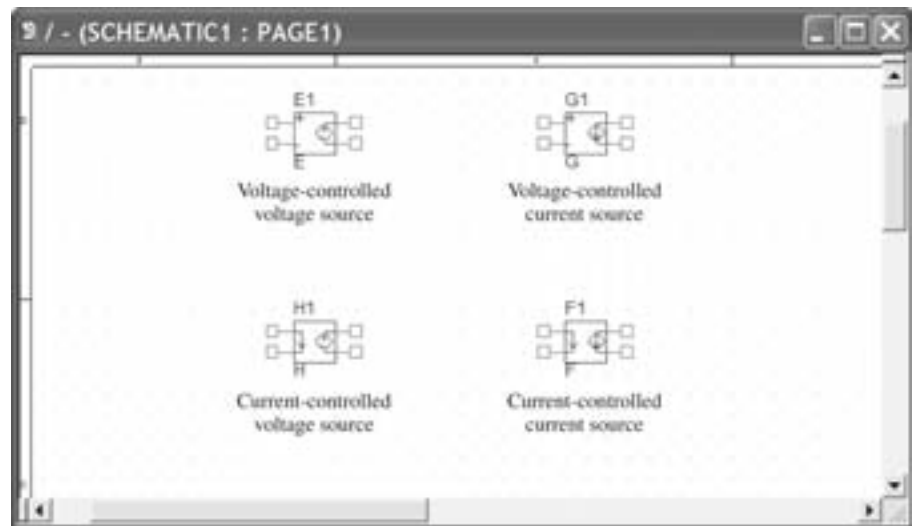 / - (SCHEMATIC1 : PAGE1)
E1
E
Voltage-controlled
voltage source
G1
G
Voltage-controlled
current source
H1
H
Current-controlled
voltage source
F1
F
Current-controlled
current source